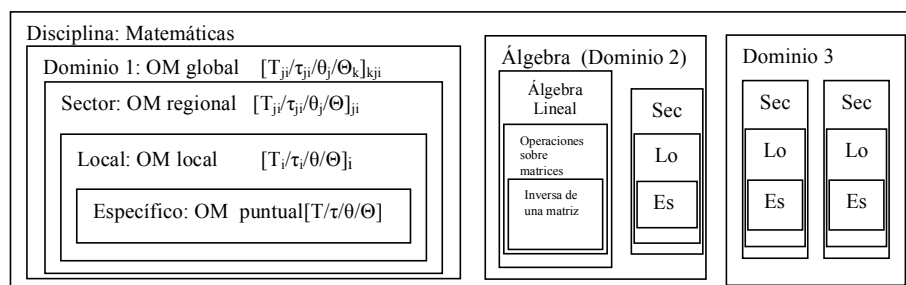 Disciplina: Matemáticas
Dominio 1: OM global [Tji/τji/θj/Θk]kji
Sector: OM regional [Tji/τji/θj/Θ]ji
Local: OM local [Ti/τi/θ/Θ]i
Específico: OM puntual[T/τ/θ/Θ]
Álgebra (Dominio 2)
Álgebra
Lineal
Operaciones
sobre
matrices
Inversa de
una matriz
Sec
Lo
Es
Dominio 3
Sec
Lo
Es
Sec
Lo
Es